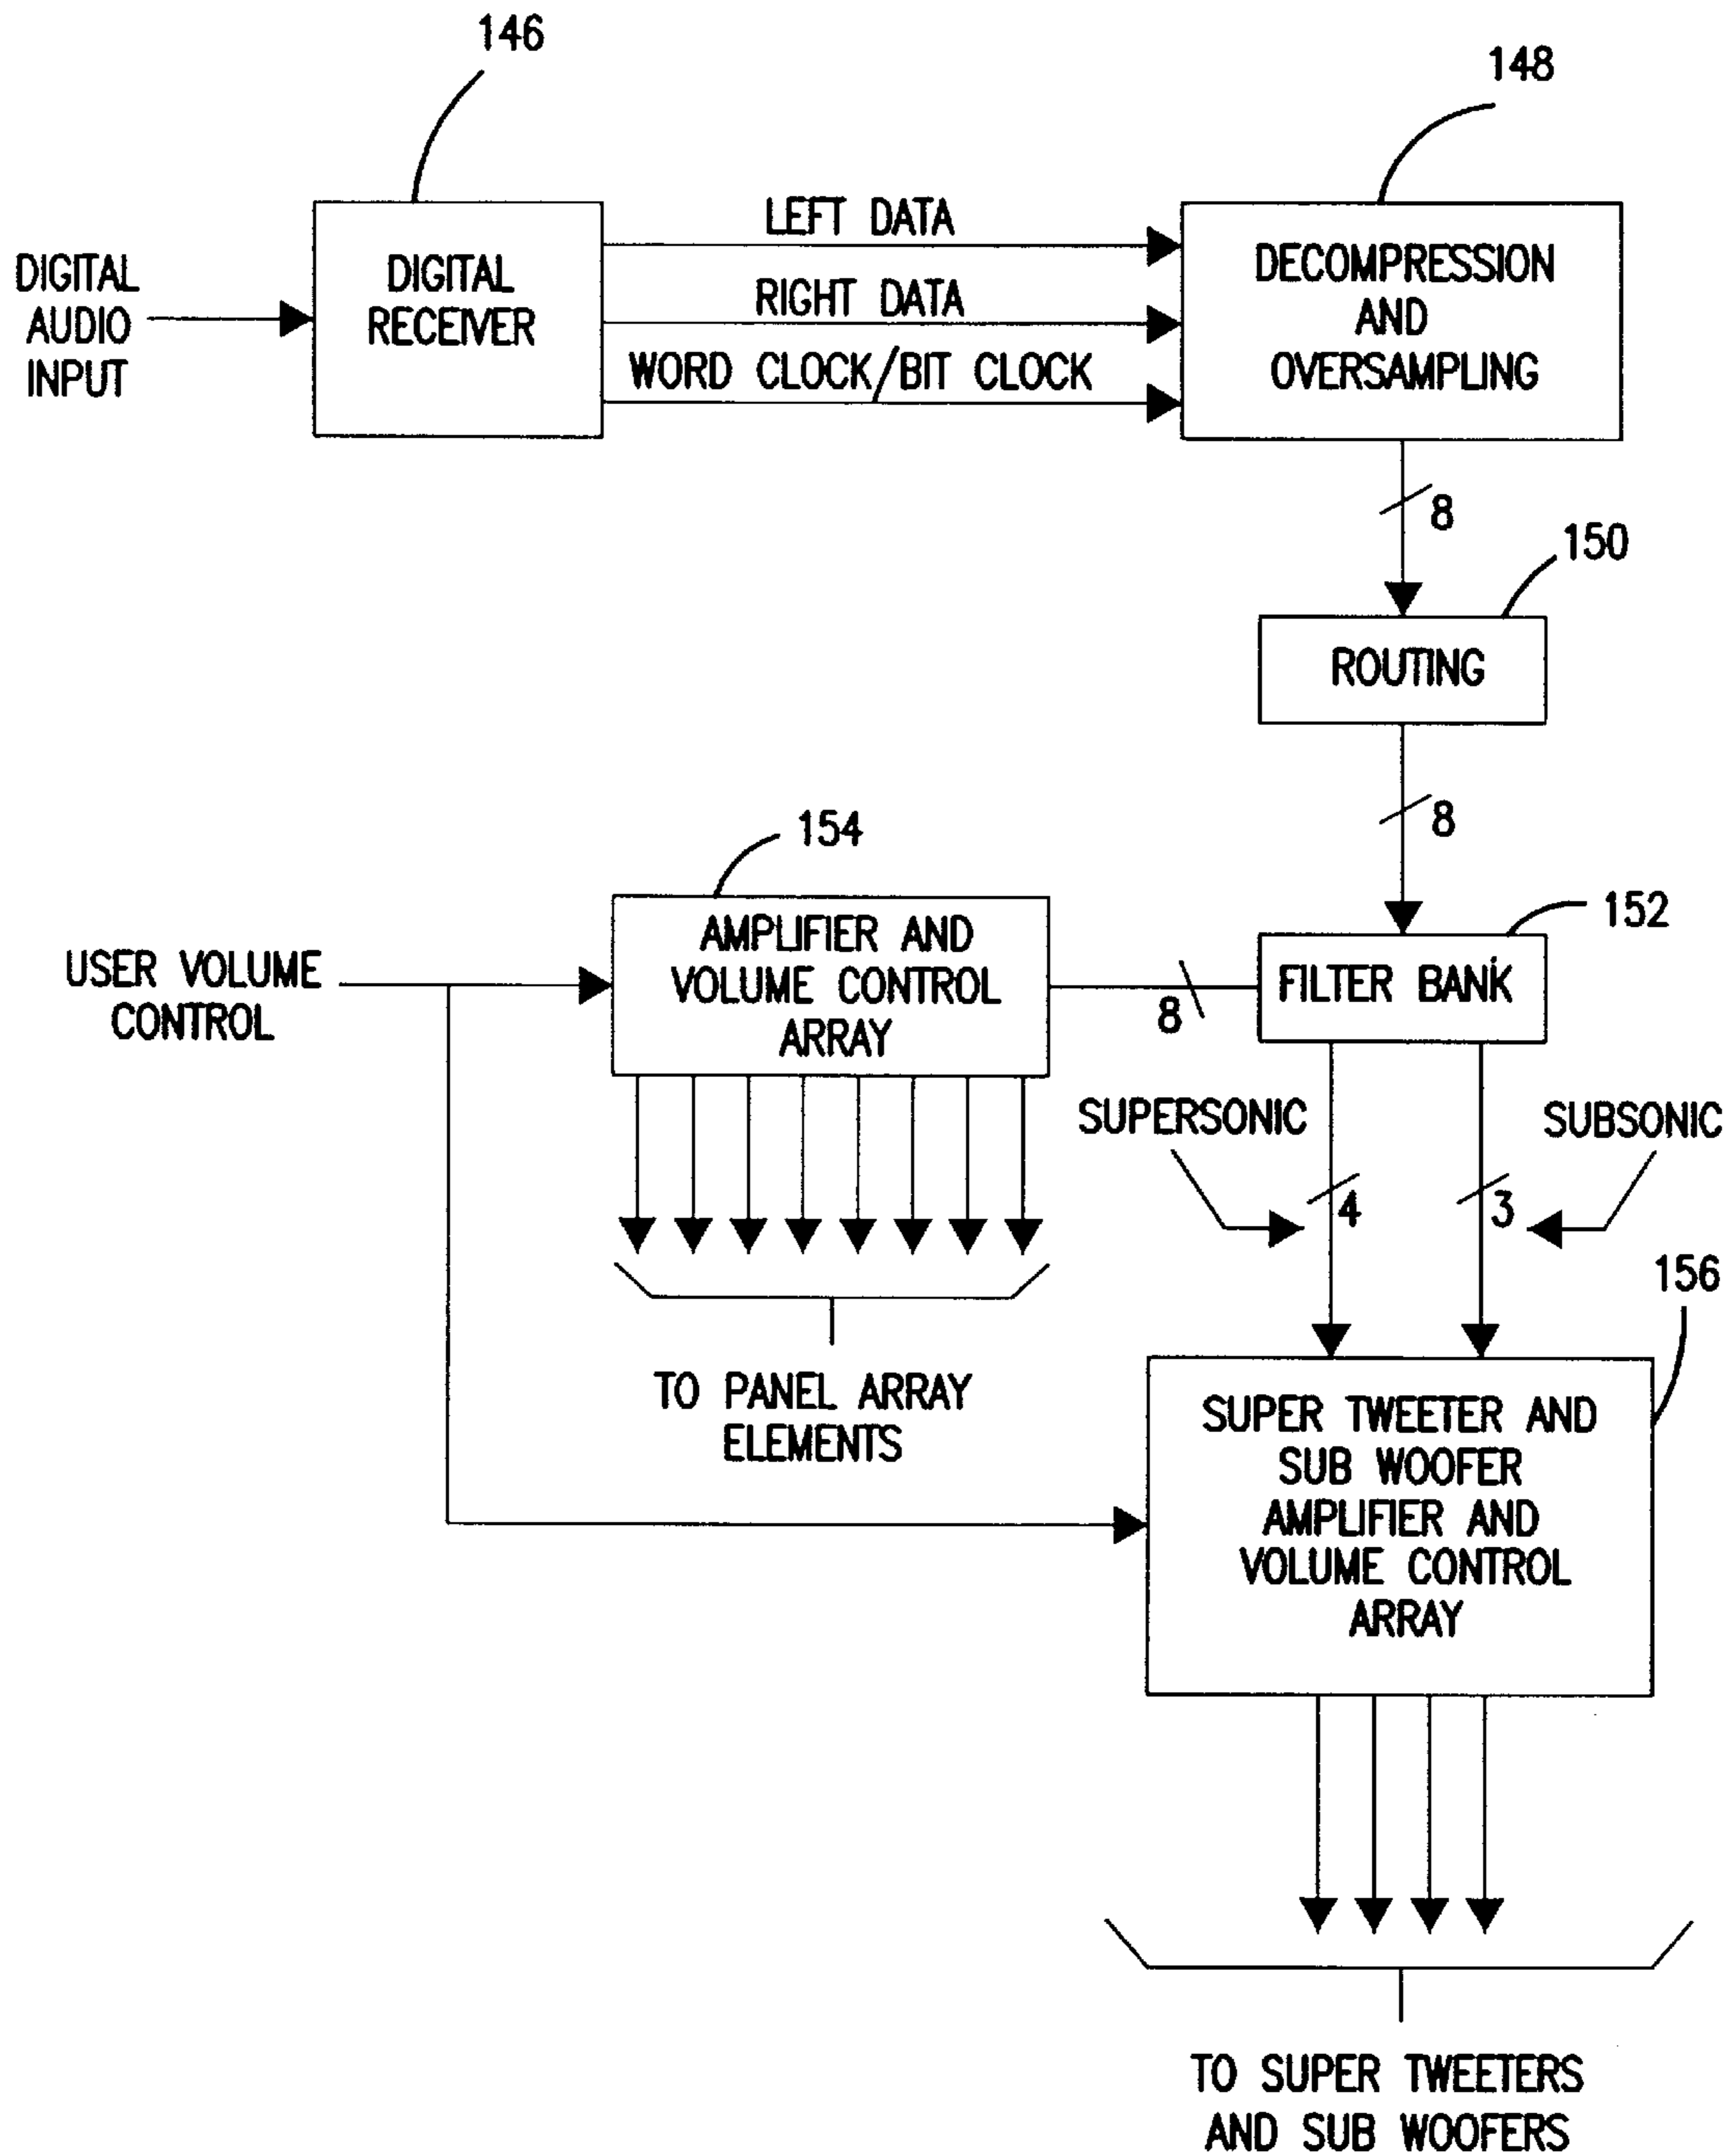 146
148
DIGITAL
AUDIO
INPUT
DIGITAL
RECEIVER
LEFT DATA
RIGHT DATA
WORD CLOCK/BIT CLOCK
DECOMPRESSION
AND
OVERSAMPLING
8
150
ROUTING
8
154
152
USER VOLUME
CONTROL
AMPLIFIER AND
VOLUME CONTROL
ARRAY
8
FILTER BANK
SUPERSONIC
SUBSONIC
4
3
156
TO PANEL ARRAY
ELEMENTS
SUPER TWEETER AND
SUB WOOFER
AMPLIFIER AND
VOLUME CONTROL
ARRAY
TO SUPER TWEETERS
AND SUB WOOFERS